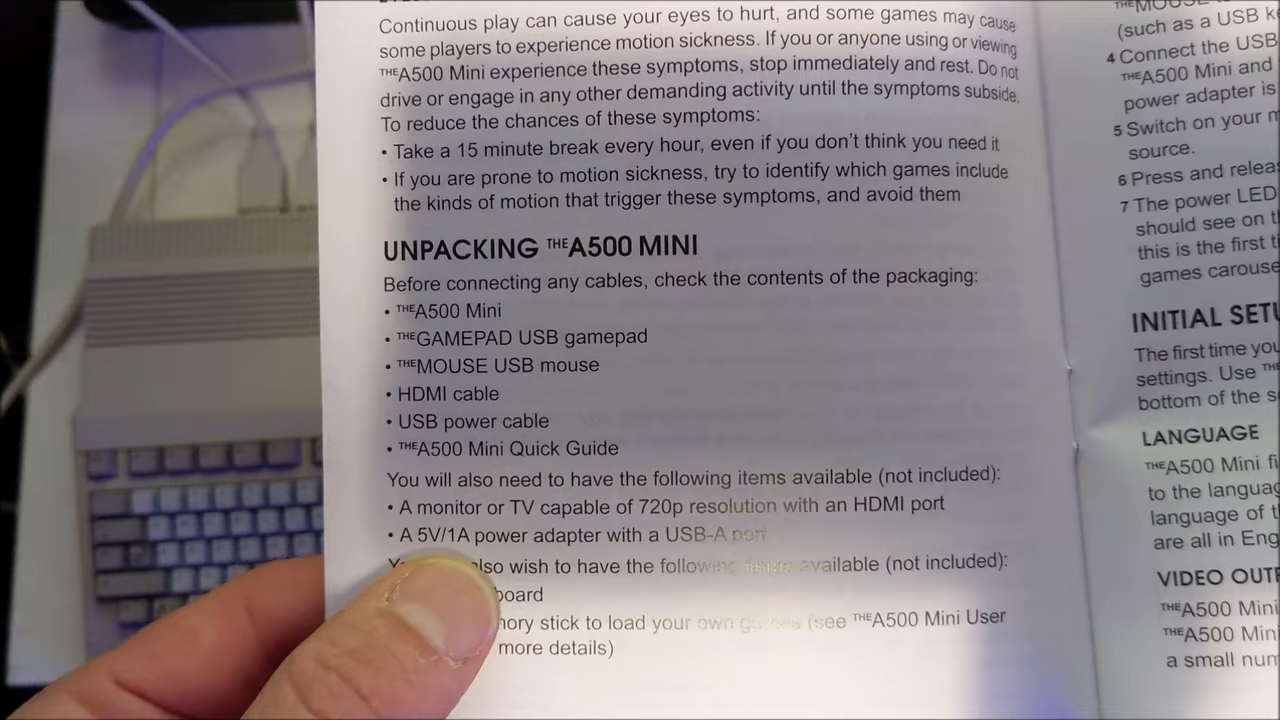 Continuous play can cause your eyes to hurt, and some games may cause
some players to experience motion sickness. If you or anyone using or viewing
THEA500 Mini experience these symptoms, stop immediately and rest. Do not
drive or engage in any other demanding activity until the symptoms subside.
To reduce the chances of these symptoms:
• Take a 15 minute break every hour, even if you don't think you need it
• If you are prone to motion sickness, try to identify which games include
the kinds of motion that trigger these symptoms, and avoid them
UNPACKING THEA500 MINI
Before connecting any cables, check the contents of the packaging:
• THEA500 Mini
• THEGAMEPAD USB gamepad
• THEMOUSE USB mouse
• HDMI cable
• USB power cable
• THEA500 Mini Quick Guide
You will also need to have the following items available (not included):
• A monitor or TV capable of 720p resolution with an HDMI port
• A 5V/1A power adapter with a USB-A port
also wish to have the following items available (not included):
board
stick to load your own games (see THEA500 Mini User
more details)
THEMOUSE
(such as a USB
4 Connect the USB
THEA500 Mini and
power adapter is
5 Switch on your
source.
6 Press and
7 The power LED
should see on
this is the first
games
INITIAL
The first time you
settings. Use THE
bottom of the
LANGUAGE
THEA500 Mini
to the
language of
are all in
VIDEO
THEA500 Mini
THEA500 Mini
a small